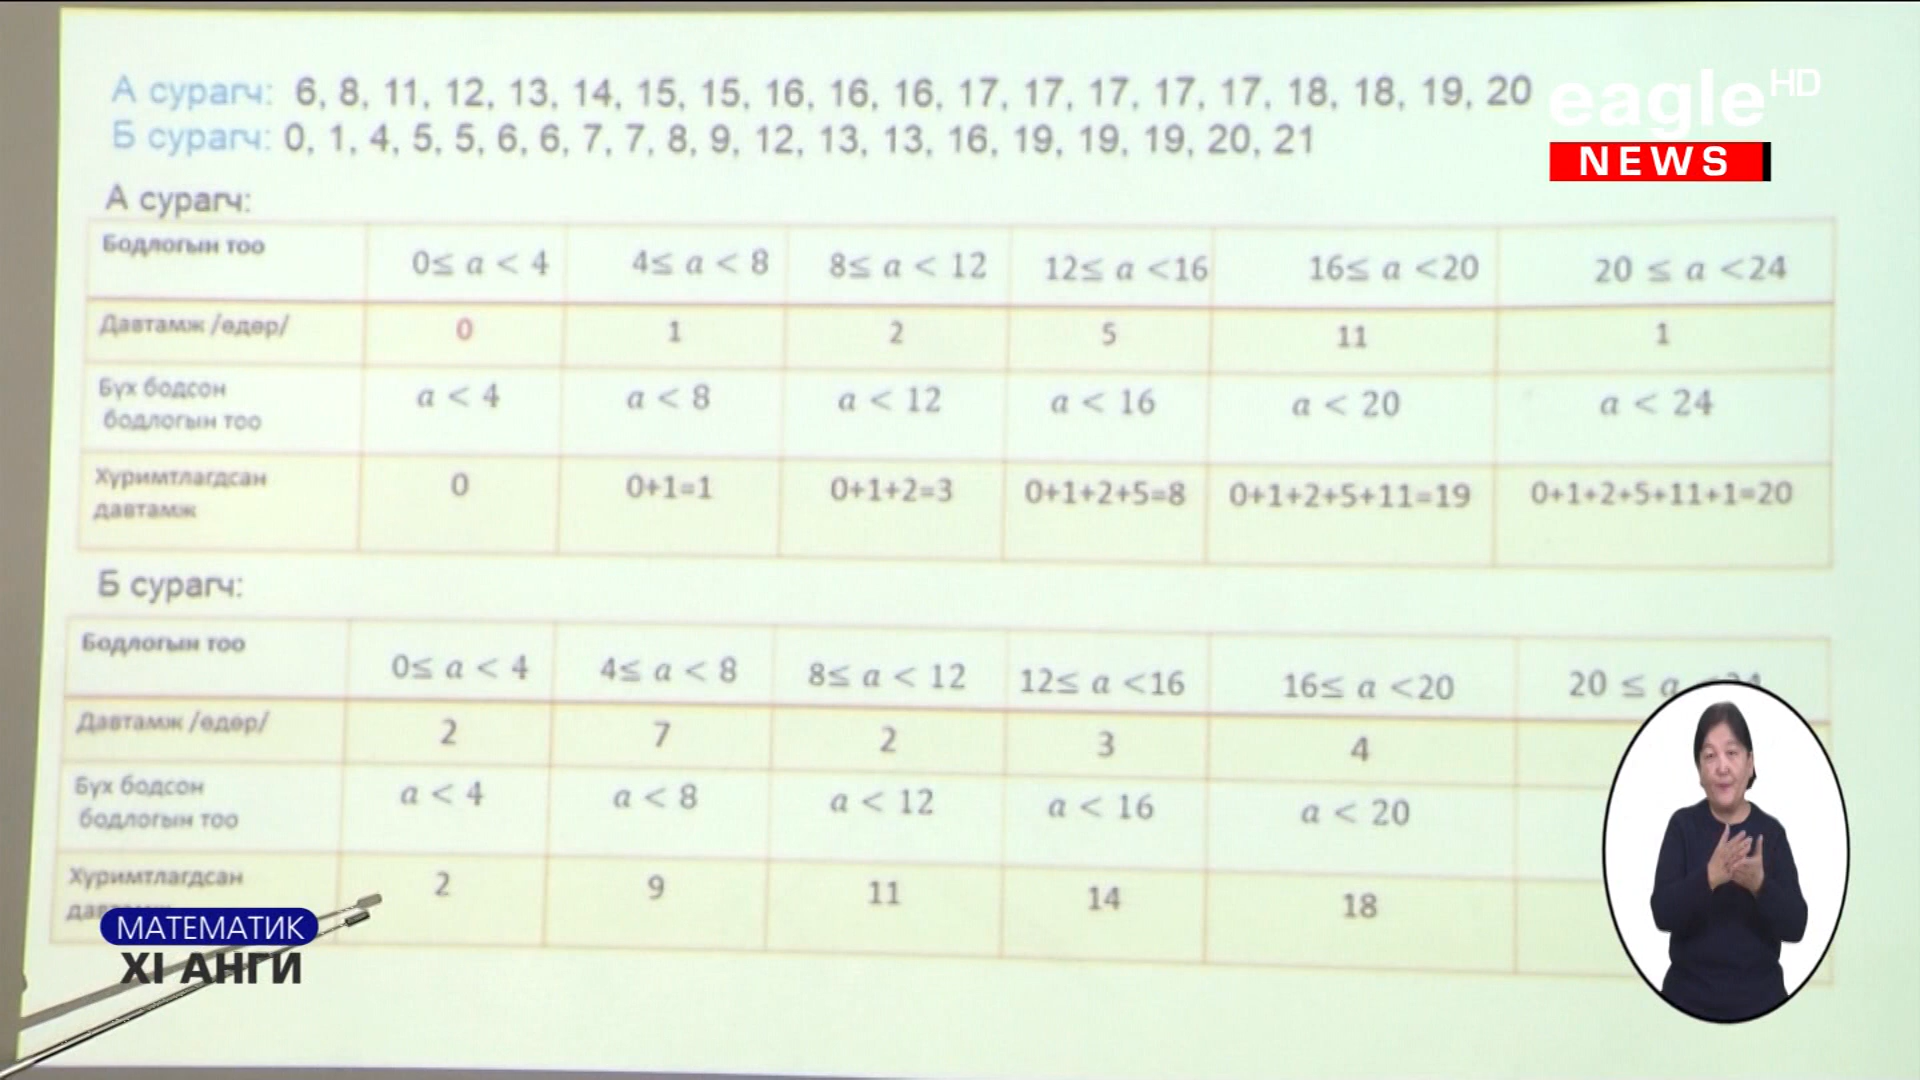 А сурагч: 6, 8, 11, 12, 13, 14, 15, 15, 16, 16, 16, 17, 17, 17, 17, 17, 18, 18, 19, 20
Б сурагч: 0, 1, 4, 5, 5, 6, 6, 7, 7, 8, 9, 12, 13, 13, 16, 19, 19, 19, 20, 21
eagle HD
NEWS
А сурагч:
Бодлогын тоо 0≤ a < 4 4≤ a < 8 8≤ a < 12 12≤ a <16 16≤ a <20 20 ≤ a <24
Давтамж /өдөр/ 0 1 2 5 11 1
Бүх бодсон
бодлогын тоо a < 4 a < 8 a < 12 a < 16 a < 20 a < 24
Хуримтлагдсан
давтамж 0 0+1=1 0+1+2=3 0+1+2+5=8 0+1+2+5+11=19 0+1+2+5+11+1=20
Б сурагч:
Бодлогын тоо 0≤ a < 4 4≤ a < 8 8≤ a < 12 12≤ a <16 16≤ a <20 20 ≤ a
Давтамж /өдөр/ 2 7 2 3 4
Бүх бодсон
бодлогын тоо a < 4 a < 8 a < 12 a < 16 a < 20
Хуримтлагдсан
2 9 11 14 18
МАТЕМАТИК
XI АНГИ